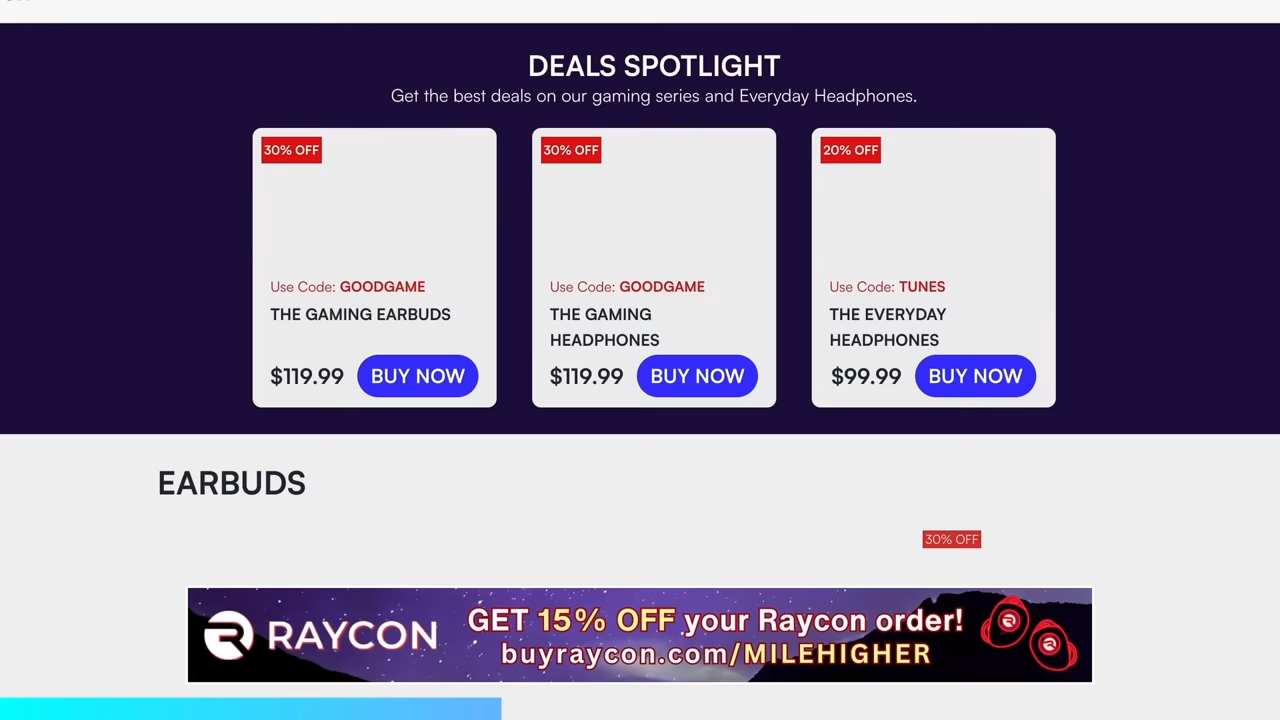 DEALS SPOTLIGHT
Get the best deals on our gaming series and Everyday Headphones.
30% OFF
Use Code: GOODGAME
THE GAMING EARBUDS
$119.99 BUY NOW
30% OFF
Use Code: GOODGAME
THE GAMING
HEADPHONES
$119.99 BUY NOW
20% OFF
Use Code: TUNES
THE EVERYDAY
HEADPHONES
$99.99 BUY NOW
EARBUDS
30% OFF
RAYCON
GET 15% OFF your Raycon order!
buyraycon.com/MILEHIGHER